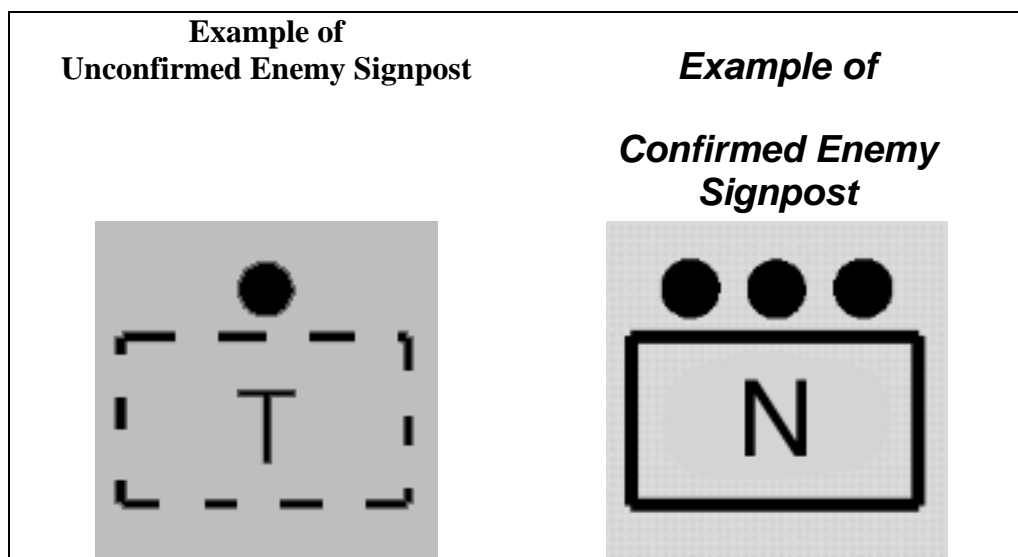 Example of
Unconfirmed Enemy Signpost
Example of
Confirmed Enemy
Signpost
T
N